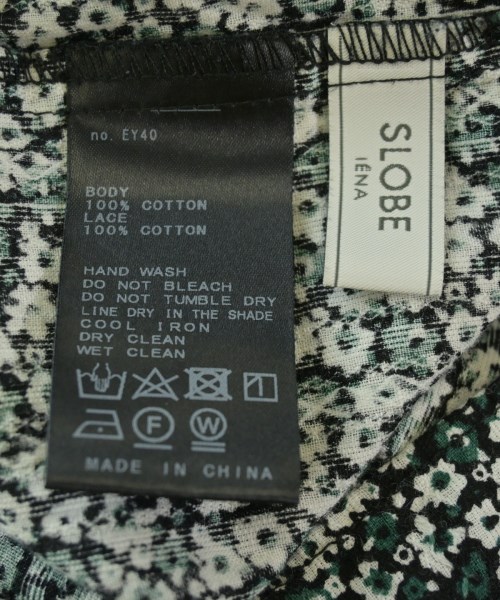 no. EY40
BODY
100% COTTON
LACE
100% COTTON
HAND WASH
DO NOT BLEACH
DO NOT TUMBLE DRY
LINE DRY IN THE SHADE
COOL IRON
DRY CLEAN
WET CLEAN
F
W
MADE IN CHINA
SLOBE
IÉNA